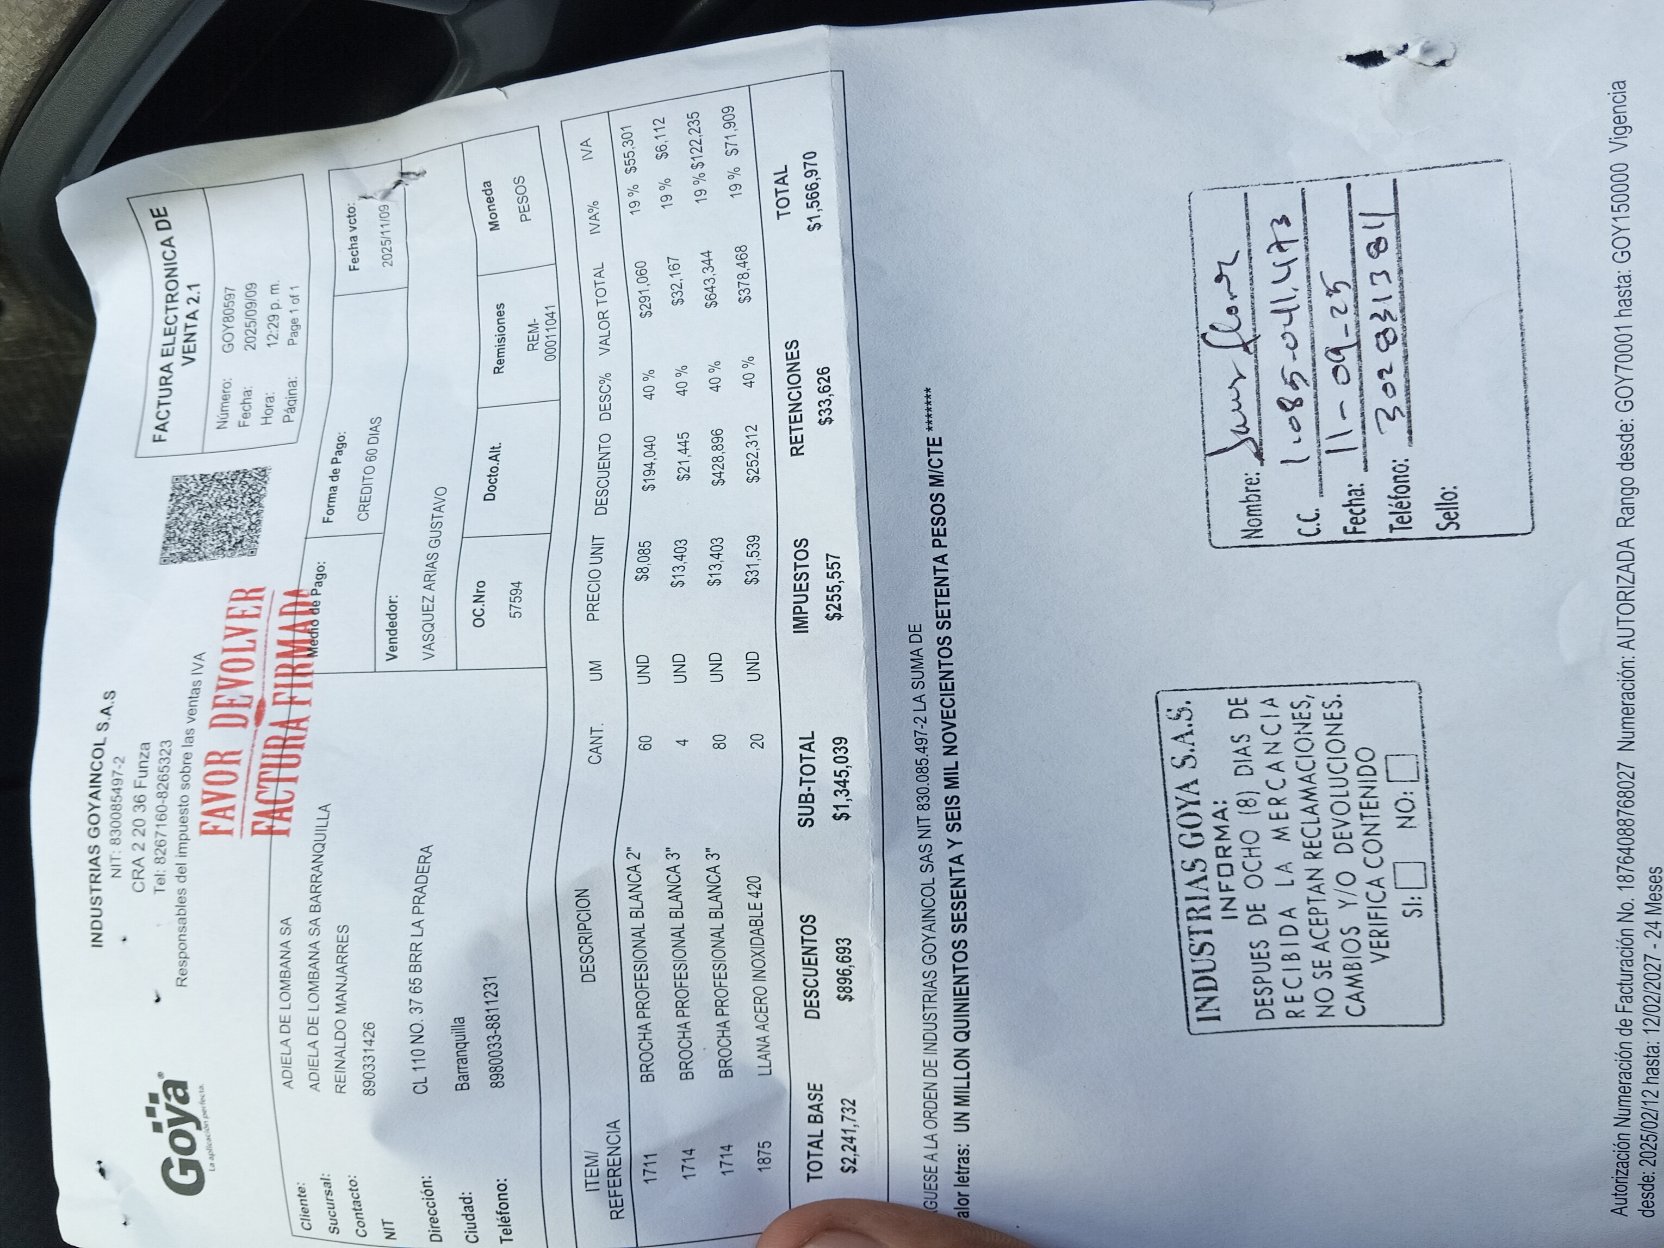 Goya®
La aplicación perfecta.
INDUSTRIAS GOYAINCOL S.A.S
NIT: 830085497-2
CRA 2 20 36 Funza
Tel: 8267160-8265323
Responsables del impuesto sobre las ventas IVA
FAVOR DEVOLVER
FACTURA FIRMADA
FACTURA ELECTRONICA DE
VENTA 2.1
Número: GOY80597
Fecha: 2025/09/09
Hora: 12:29 p. m.
Página: Page 1 of 1
Cliente: ADIELA DE LOMBANA SA
Sucursal: ADIELA DE LOMBANA SA BARRANQUILLA
Contacto: REINALDO MANJARRES
NIT 890331426
Dirección: CL 110 NO. 37 65 BRR LA PRADERA
Ciudad: Barranquilla
Teléfono: 8980033-8811231
Medio de Pago: Forma de Pago: Fecha vcto:
CREDITO 60 DIAS 2025/11/09
Vendedor:
VASQUEZ ARIAS GUSTAVO
OC.Nro Docto.Alt. Remisiones Moneda
57594 REM-00011041 PESOS
ITEM/ REFERENCIA DESCRIPCION CANT. UM PRECIO UNIT DESCUENTO DESC% VALOR TOTAL IVA% IVA
1711 BROCHA PROFESIONAL BLANCA 2" 60 UND $8,085 $194,040 40 % $291,060 19 % $55,301
1714 BROCHA PROFESIONAL BLANCA 3" 4 UND $13,403 $21,445 40 % $32,167 19 % $6,112
1714 BROCHA PROFESIONAL BLANCA 3" 80 UND $13,403 $428,896 40 % $643,344 19 % $122,235
1875 LLANA ACERO INOXIDABLE 420 20 UND $31,539 $252,312 40 % $378,468 19 % $71,909
TOTAL BASE DESCUENTOS SUB-TOTAL IMPUESTOS RETENCIONES TOTAL
$2,241,732 $896,693 $1,345,039 $255,557 $33,626 $1,566,970
GUESE A LA ORDEN DE INDUSTRIAS GOYAINCOL SAS NIT 830.085.497-2 LA SUMA DE
alor letras: UN MILLON QUINIENTOS SESENTA Y SEIS MIL NOVECIENTOS SETENTA PESOS M/CTE *******
INDUSTRIAS GOYA S.A.S.
INFORMA:
DESPUES DE OCHO (8) DIAS DE
RECIBIDA LA MERCANCIA
NO SE ACEPTAN RECLAMACIONES,
CAMBIOS Y/O DEVOLUCIONES.
VERIFICA CONTENIDO
SI: NO:
Nombre:
C.C. 1.085-041.473
Fecha: 11-09-25
Teléfono: 3028313811
Sello:
Autorización Numeración de Facturación No. 18764088768027 Numeración: AUTORIZADA Rango desde: GOY70001 hasta: GOY150000 Vigencia
desde: 2025/02/12 hasta: 12/02/2027 - 24 Meses